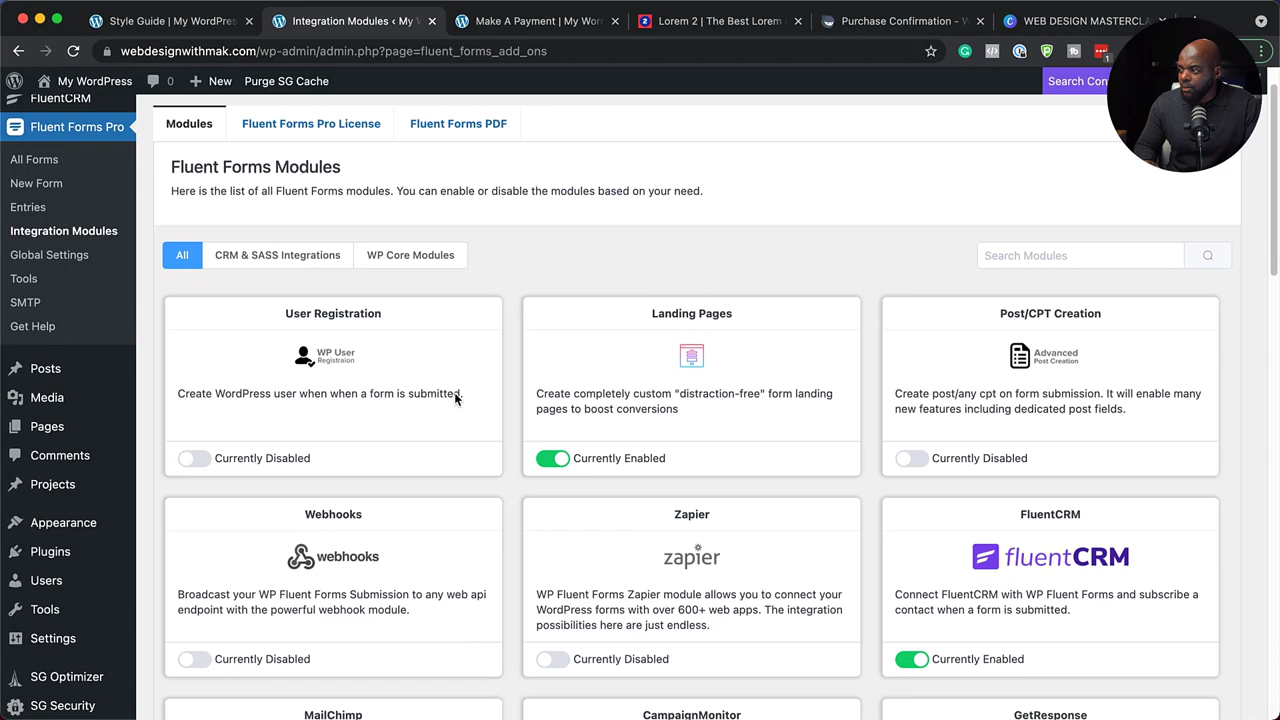 Style Guide | My WordPress
Integration Modules < My V
Make A Payment | My Wor
Lorem 2 | The Best Lorem I
Purchase Confirmation - W
WEB DESIGN MASTERCLA
webdesignwithmak.com/wp-admin/admin.php?page=fluent_forms_add_ons
My WordPress
0
New
Purge SG Cache
Search Con
FluentCRM
Fluent Forms Pro
All Forms
New Form
Entries
Integration Modules
Global Settings
Tools
SMTP
Get Help
Posts
Media
Pages
Comments
Projects
Appearance
Plugins
Users
Tools
Settings
SG Optimizer
SG Security
Modules
Fluent Forms Pro License
Fluent Forms PDF
Fluent Forms Modules
Here is the list of all Fluent Forms modules. You can enable or disable the modules based on your need.
All
CRM & SASS Integrations
WP Core Modules
Search Modules
User Registration
WP User
Registraion
Create WordPress user when when a form is submitted
Currently Disabled
Landing Pages
Create completely custom "distraction-free" form landing
pages to boost conversions
Currently Enabled
Post/CPT Creation
Advanced
Post Creation
Create post/any cpt on form submission. It will enable many
new features including dedicated post fields.
Currently Disabled
Webhooks
webhooks
Broadcast your WP Fluent Forms Submission to any web api
endpoint with the powerful webhook module.
Currently Disabled
Zapier
zapier
WP Fluent Forms Zapier module allows you to connect your
WordPress forms with over 600+ web apps. The integration
possibilities here are just endless.
Currently Disabled
FluentCRM
fluentCRM
Connect FluentCRM with WP Fluent Forms and subscribe a
contact when a form is submitted.
Currently Enabled
MailChimp
CampaignMonitor
GetResponse